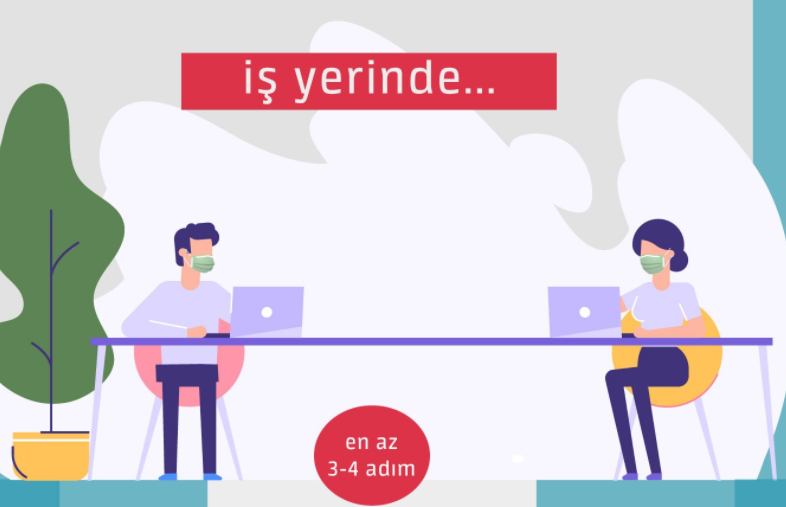 iş yerinde...
en az
3-4 adım